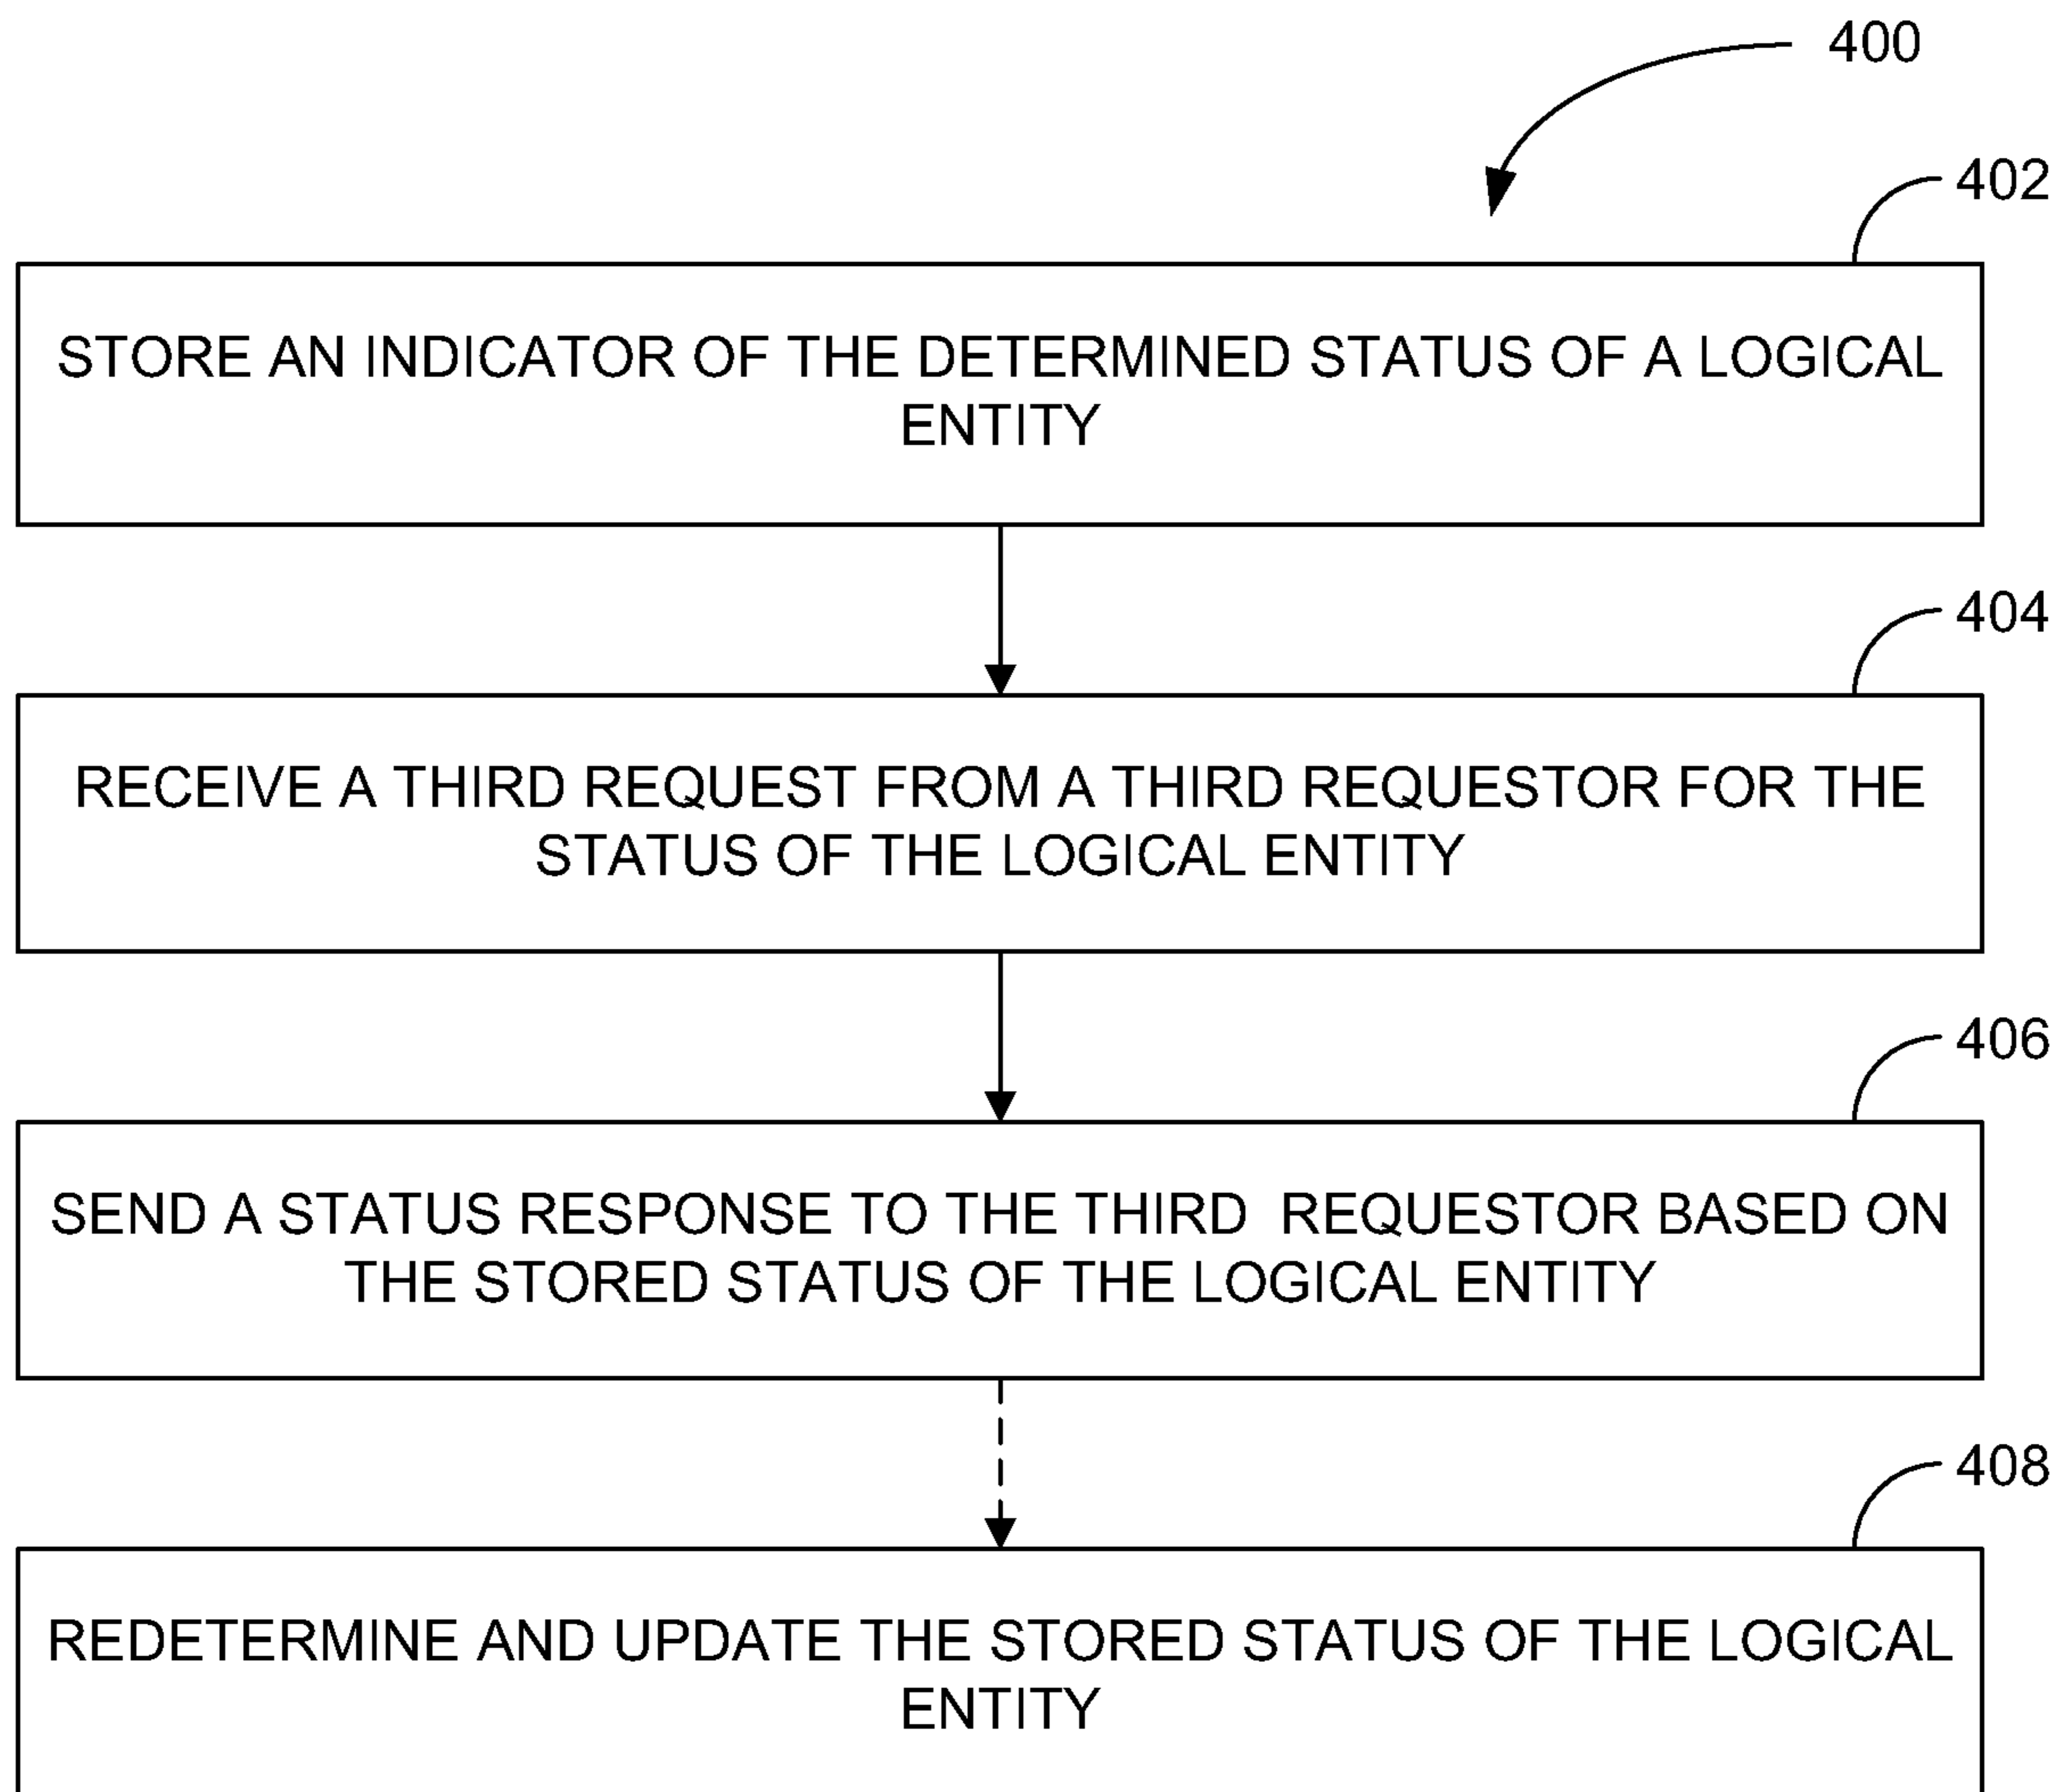 400
402
STORE AN INDICATOR OF THE DETERMINED STATUS OF A LOGICAL
ENTITY
404
RECEIVE A THIRD REQUEST FROM A THIRD REQUESTOR FOR THE
STATUS OF THE LOGICAL ENTITY
406
SEND A STATUS RESPONSE TO THE THIRD REQUESTOR BASED ON
THE STORED STATUS OF THE LOGICAL ENTITY
408
REDETERMINE AND UPDATE THE STORED STATUS OF THE LOGICAL
ENTITY